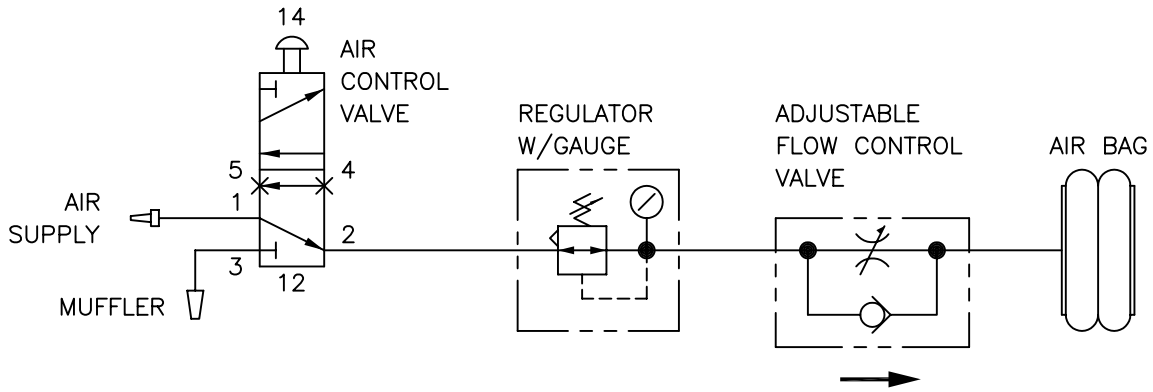 14
AIR
CONTROL
VALVE
5
4
1
2
3
12
AIR
SUPPLY
MUFFLER
REGULATOR
W/GAUGE
ADJUSTABLE
FLOW CONTROL
VALVE
AIR BAG